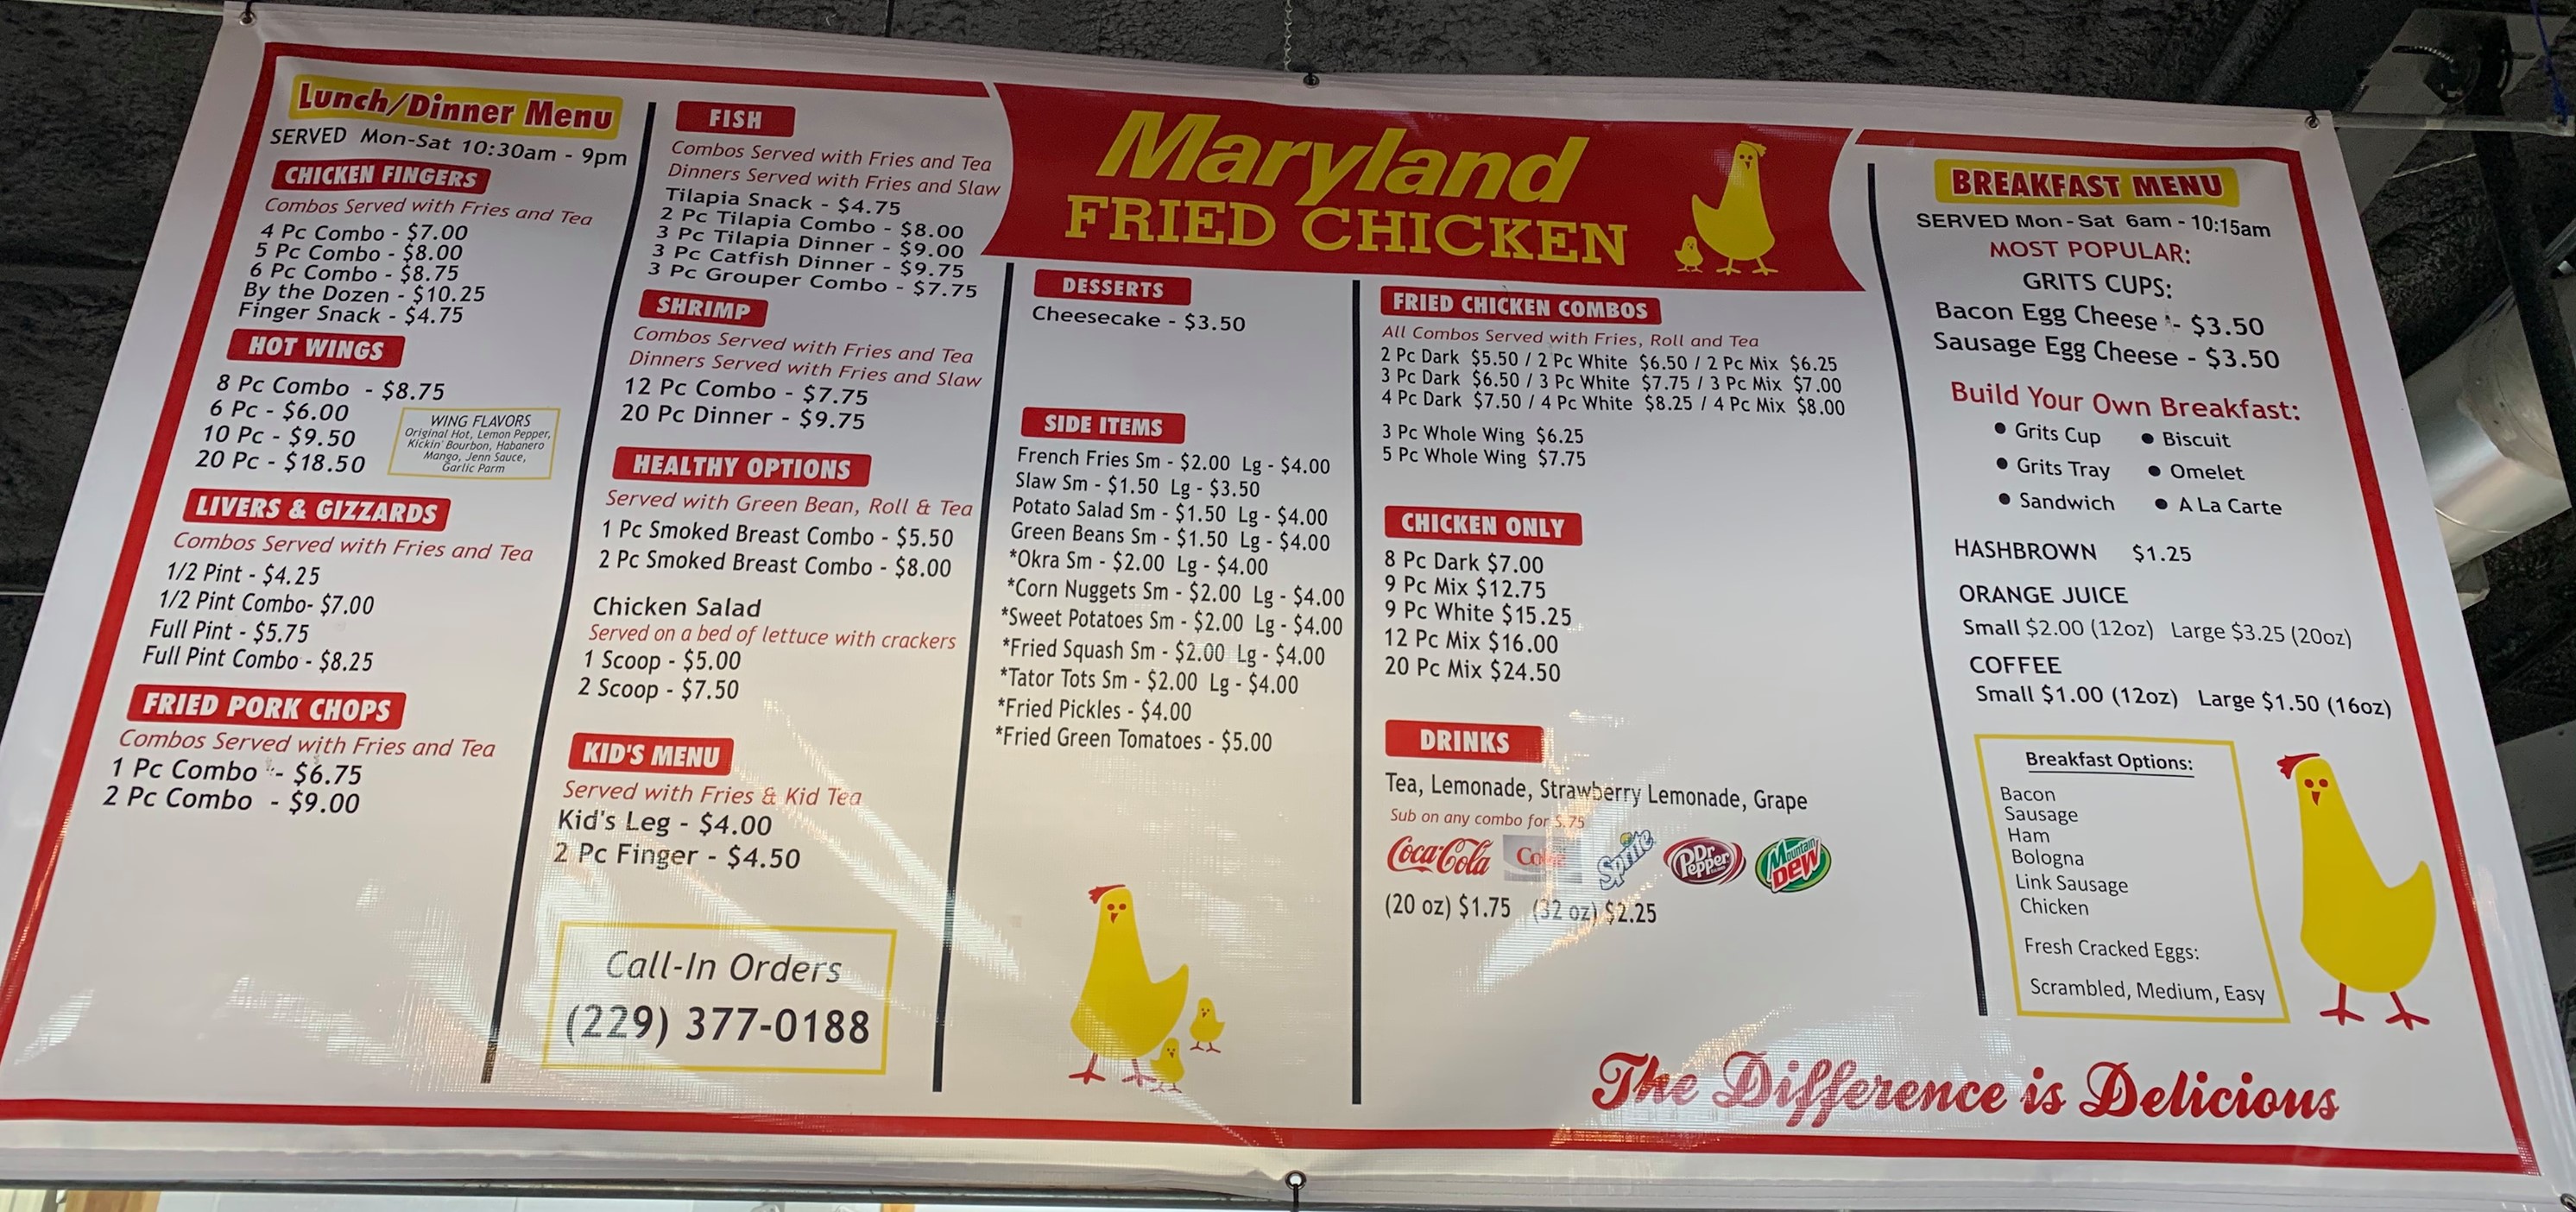 Lunch/Dinner Menu
SERVED Mon-Sat 10:30am - 9pm
CHICKEN FINGERS
Combos Served with Fries and Tea
4 Pc Combo - $7.00
5 Pc Combo - $8.00
6 Pc Combo - $8.75
By the Dozen - $10.25
Finger Snack - $4.75
HOT WINGS
8 Pc Combo - $8.75
6 Pc - $6.00
10 Pc - $9.50
20 Pc - $18.50
WING FLAVORS
Original Hot, Lemon Pepper,
Kickin' Bourbon, Habanero
Mango, Jenn Sauce,
Garlic Parm
LIVERS & GIZZARDS
Combos Served with Fries and Tea
1/2 Pint - $4.25
1/2 Pint Combo- $7.00
Full Pint - $5.75
Full Pint Combo - $8.25
FRIED PORK CHOPS
Combos Served with Fries and Tea
1 Pc Combo - $6.75
2 Pc Combo - $9.00
FISH
Combos Served with Fries and Tea
Dinners Served with Fries and Slaw
Tilapia Snack - $4.75
2 Pc Tilapia Combo - $8.00
3 Pc Tilapia Dinner - $9.00
3 Pc Catfish Dinner - $9.75
3 Pc Grouper Combo - $7.75
SHRIMP
Combos Served with Fries and Tea
Dinners Served with Fries and Slaw
12 Pc Combo - $7.75
20 Pc Dinner - $9.75
HEALTHY OPTIONS
Served with Green Bean, Roll & Tea
1 Pc Smoked Breast Combo - $5.50
2 Pc Smoked Breast Combo - $8.00
Chicken Salad
Served on a bed of lettuce with crackers
1 Scoop - $5.00
2 Scoop - $7.50
KID'S MENU
Served with Fries & Kid Tea
Kid's Leg - $4.00
2 Pc Finger - $4.50
Call-In Orders
(229) 377-0188
Maryland
FRIED CHICKEN
DESSERTS
Cheesecake - $3.50
SIDE ITEMS
French Fries Sm - $2.00 Lg - $4.00
Slaw Sm - $1.50 Lg - $3.50
Potato Salad Sm - $1.50 Lg - $4.00
Green Beans Sm - $1.50 Lg - $4.00
*Okra Sm - $2.00 Lg - $4.00
*Corn Nuggets Sm - $2.00 Lg - $4.00
*Sweet Potatoes Sm - $2.00 Lg - $4.00
*Fried Squash Sm - $2.00 Lg - $4.00
*Tator Tots Sm - $2.00 Lg - $4.00
*Fried Pickles - $4.00
*Fried Green Tomatoes - $5.00
FRIED CHICKEN COMBOS
All Combos Served with Fries, Roll and Tea
2 Pc Dark $5.50 / 2 Pc White $6.50 / 2 Pc Mix $6.25
3 Pc Dark $6.50 / 3 Pc White $7.75 / 3 Pc Mix $7.00
4 Pc Dark $7.50 / 4 Pc White $8.25 / 4 Pc Mix $8.00
3 Pc Whole Wing $6.25
5 Pc Whole Wing $7.75
CHICKEN ONLY
8 Pc Dark $7.00
9 Pc Mix $12.75
9 Pc White $15.25
12 Pc Mix $16.00
20 Pc Mix $24.50
DRINKS
Tea, Lemonade, Strawberry Lemonade, Grape
Sub on any combo for $.75
Coca-Cola Sprite Dr Pepper Mountain Dew
(20 oz) $1.75 (32 oz) $2.25
BREAKFAST MENU
SERVED Mon-Sat 6am - 10:15am
MOST POPULAR:
GRITS CUPS:
Bacon Egg Cheese - $3.50
Sausage Egg Cheese - $3.50
Build Your Own Breakfast:
• Grits Cup • Biscuit
• Grits Tray • Omelet
• Sandwich • A La Carte
HASHBROWN $1.25
ORANGE JUICE
Small $2.00 (12oz) Large $3.25 (20oz)
COFFEE
Small $1.00 (12oz) Large $1.50 (16oz)
Breakfast Options:
Bacon
Sausage
Ham
Bologna
Link Sausage
Chicken
Fresh Cracked Eggs:
Scrambled, Medium, Easy
The Difference is Delicious